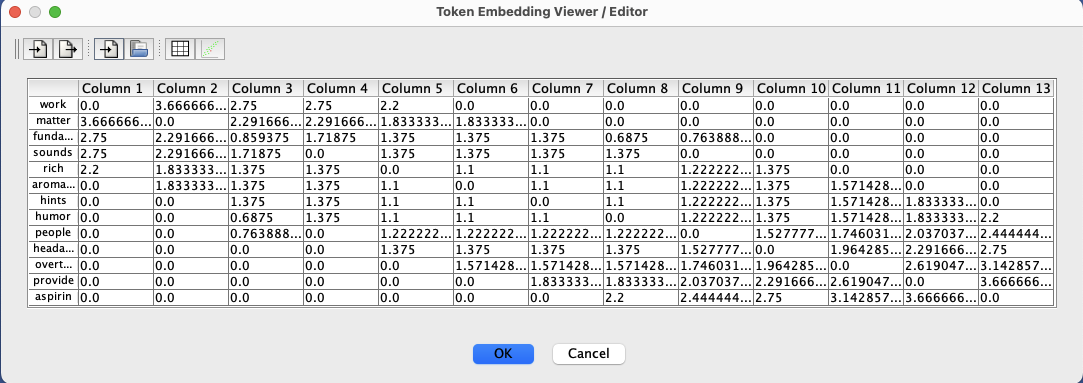 Token Embedding Viewer / Editor
Column 1 Column 2 Column 3 Column 4 Column 5 Column 6 Column 7 Column 8 Column 9 Column 10 Column 11 Column 12 Column 13
work 0.0 3.666666... 2.75 2.75 2.2 0.0 0.0 0.0 0.0 0.0 0.0 0.0 0.0
matter 3.666666... 0.0 2.291666... 2.291666... 1.833333... 1.833333... 0.0 0.0 0.0 0.0 0.0 0.0 0.0
funda... 2.75 2.291666... 0.859375 1.71875 1.375 1.375 1.375 0.6875 0.763888... 0.0 0.0 0.0 0.0
sounds 2.75 2.291666... 1.71875 0.0 1.375 1.375 1.375 1.375 0.0 0.0 0.0 0.0 0.0
rich 2.2 1.833333... 1.375 1.375 0.0 1.1 1.1 1.1 1.222222... 1.375 0.0 0.0 0.0
aroma... 0.0 1.833333... 1.375 1.375 1.1 0.0 1.1 1.1 1.222222... 1.375 1.571428... 0.0 0.0
hints 0.0 0.0 1.375 1.375 1.1 1.1 0.0 1.1 1.222222... 1.375 1.571428... 1.833333... 0.0
humor 0.0 0.0 0.6875 1.375 1.1 1.1 1.1 0.0 1.222222... 1.375 1.571428... 1.833333... 2.2
people 0.0 0.0 0.763888... 0.0 1.222222... 1.222222... 1.222222... 1.222222... 0.0 1.527777... 1.746031... 2.037037... 2.444444...
heada... 0.0 0.0 0.0 0.0 1.375 1.375 1.375 1.375 1.527777... 0.0 1.964285... 2.291666... 2.75
overt... 0.0 0.0 0.0 0.0 0.0 1.571428... 1.571428... 1.571428... 1.746031... 1.964285... 0.0 2.619047... 3.142857...
provide 0.0 0.0 0.0 0.0 0.0 0.0 1.833333... 1.833333... 2.037037... 2.291666... 2.619047... 0.0 3.666666...
aspirin 0.0 0.0 0.0 0.0 0.0 0.0 0.0 2.2 2.444444... 2.75 3.142857... 3.666666... 0.0
OK Cancel